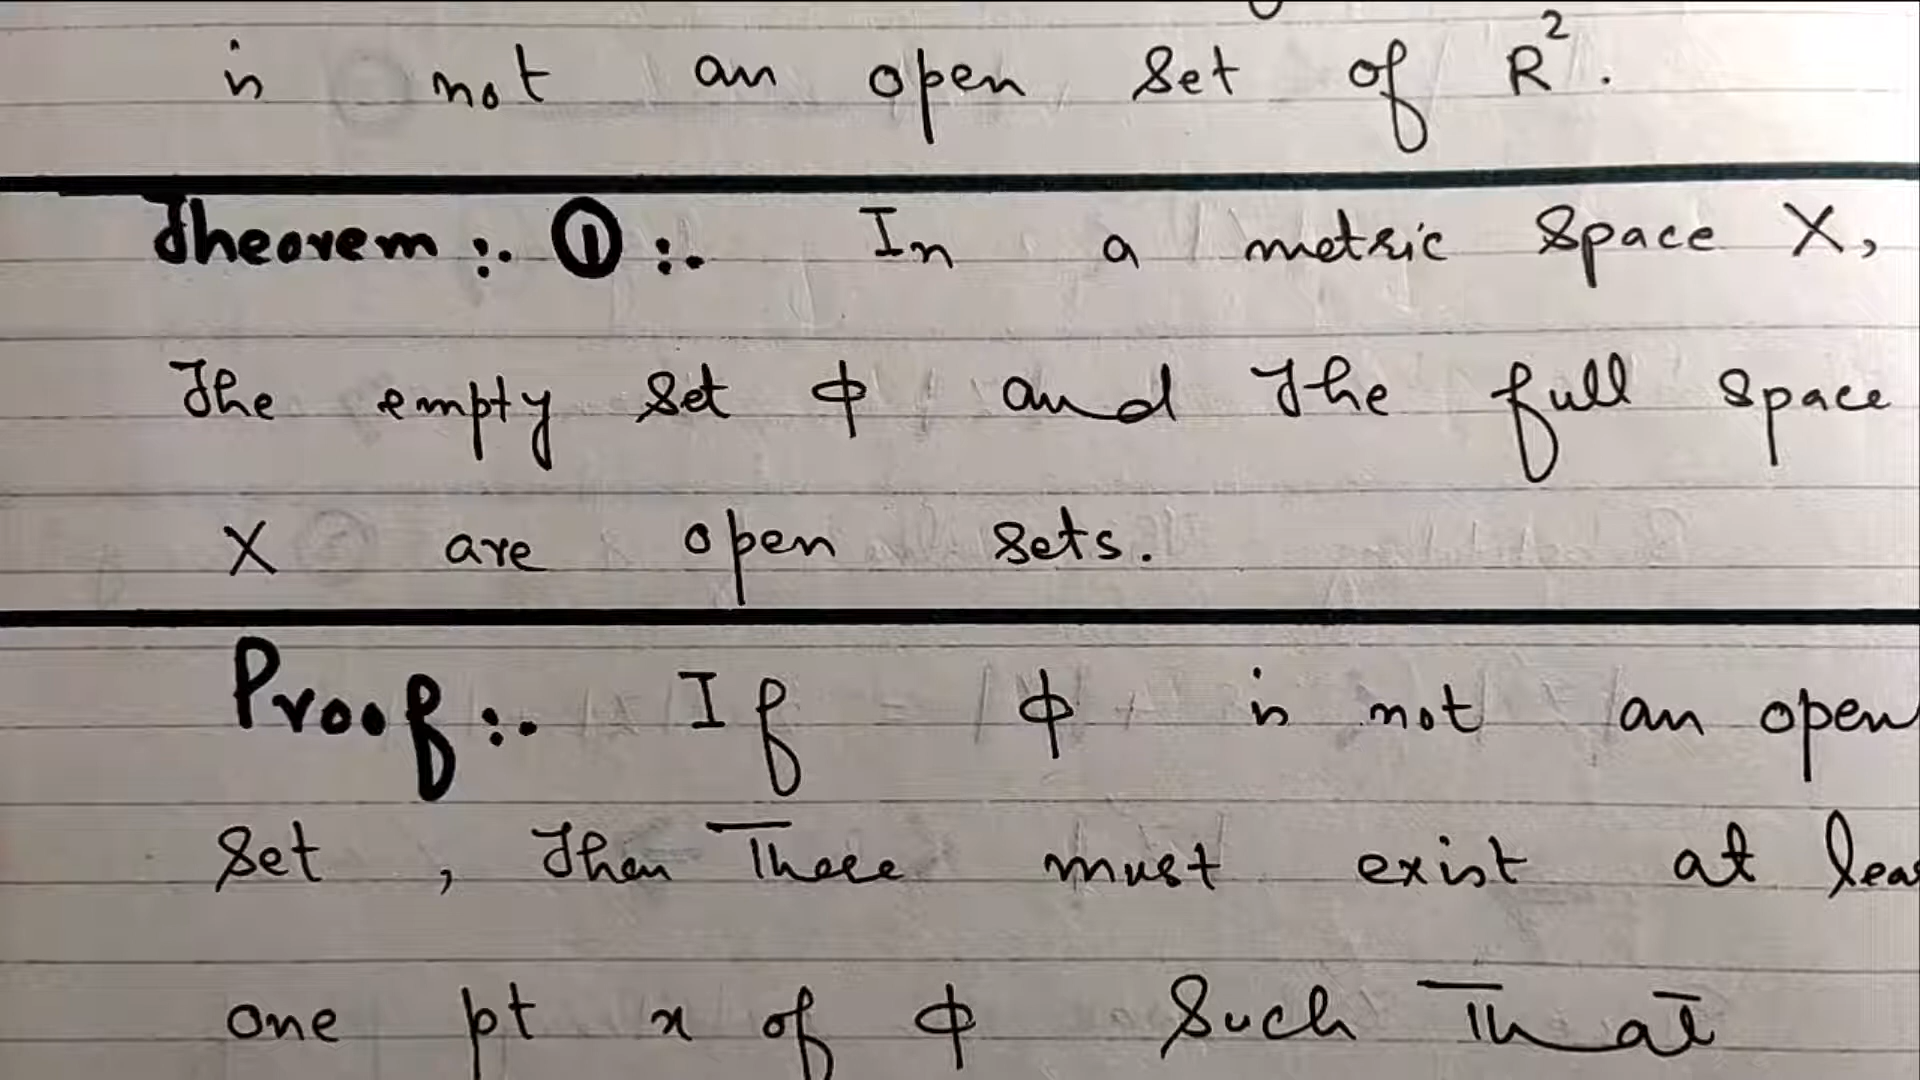 is not an open set of R².
Theorem :. ① :. In a metric space X,
The empty set ϕ and the full space
X are open sets.
Proof :. If ϕ is not an open
set , then there must exist at leas
one pt x of ϕ such that